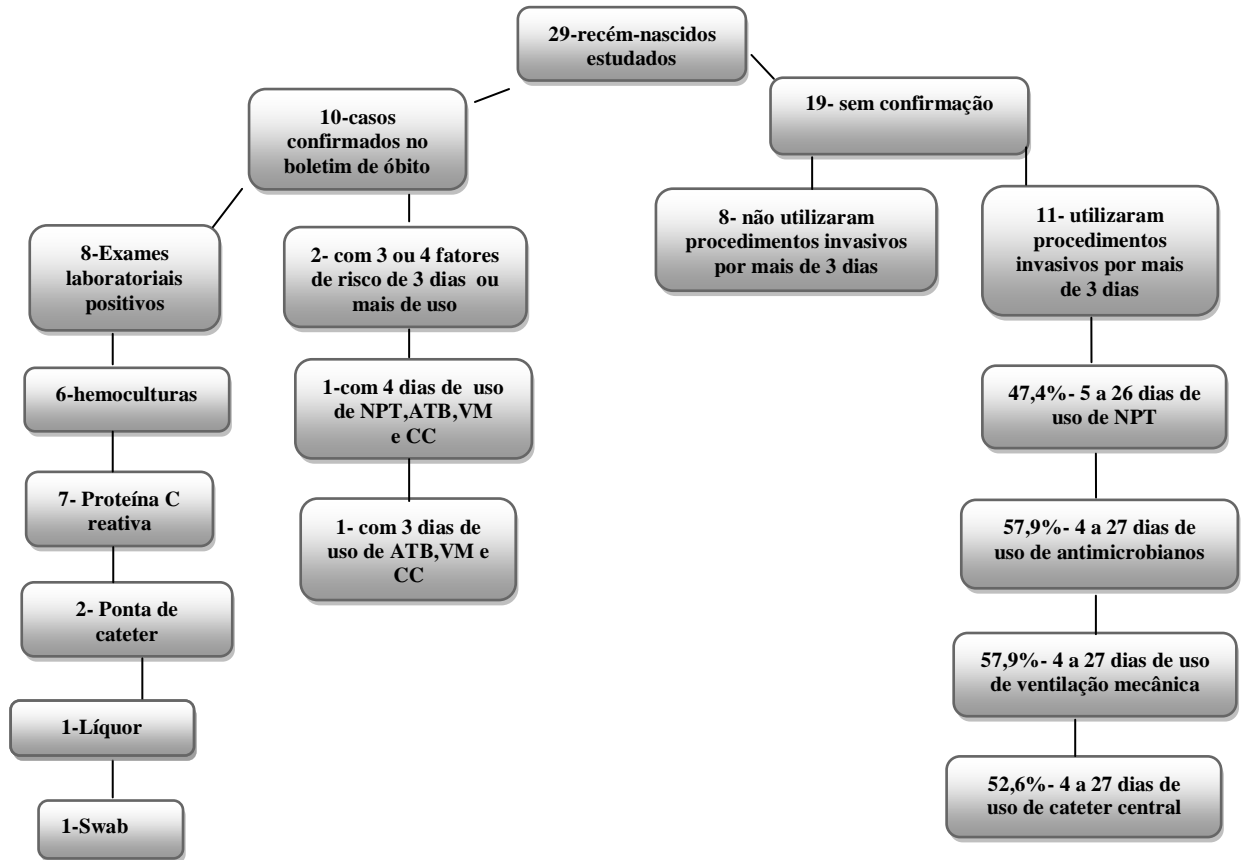 29-recém-nascidos
estudados
10-casos
confirmados no
boletim de óbito
19- sem confirmação
8-Exames
laboratoriais
positivos
2- com 3 ou 4 fatores
de risco de 3 dias ou
mais de uso
8- não utilizaram
procedimentos invasivos
por mais de 3 dias
11- utilizaram
procedimentos
invasivos por mais
de 3 dias
6-hemoculturas
1-com 4 dias de uso
de NPT,ATB,VM
e CC
47,4%- 5 a 26 dias de
uso de NPT
7- Proteína C
reativa
1- com 3 dias de
uso de ATB,VM e
CC
57,9%- 4 a 27 dias de
uso de antimicrobianos
2- Ponta de
cateter
57,9%- 4 a 27 dias de uso
de ventilação mecânica
1-Líquor
52,6%- 4 a 27 dias de
uso de cateter central
1-Swab